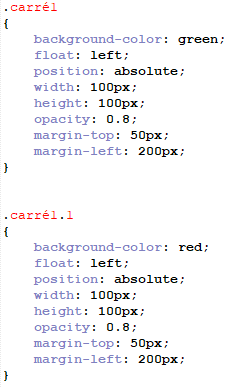 .carré1
{
background-color: green;
float: left;
position: absolute;
width: 100px;
height: 100px;
opacity: 0.8;
margin-top: 50px;
margin-left: 200px;
}
.carré1.1
{
background-color: red;
float: left;
position: absolute;
width: 100px;
height: 100px;
opacity: 0.8;
margin-top: 50px;
margin-left: 200px;
}